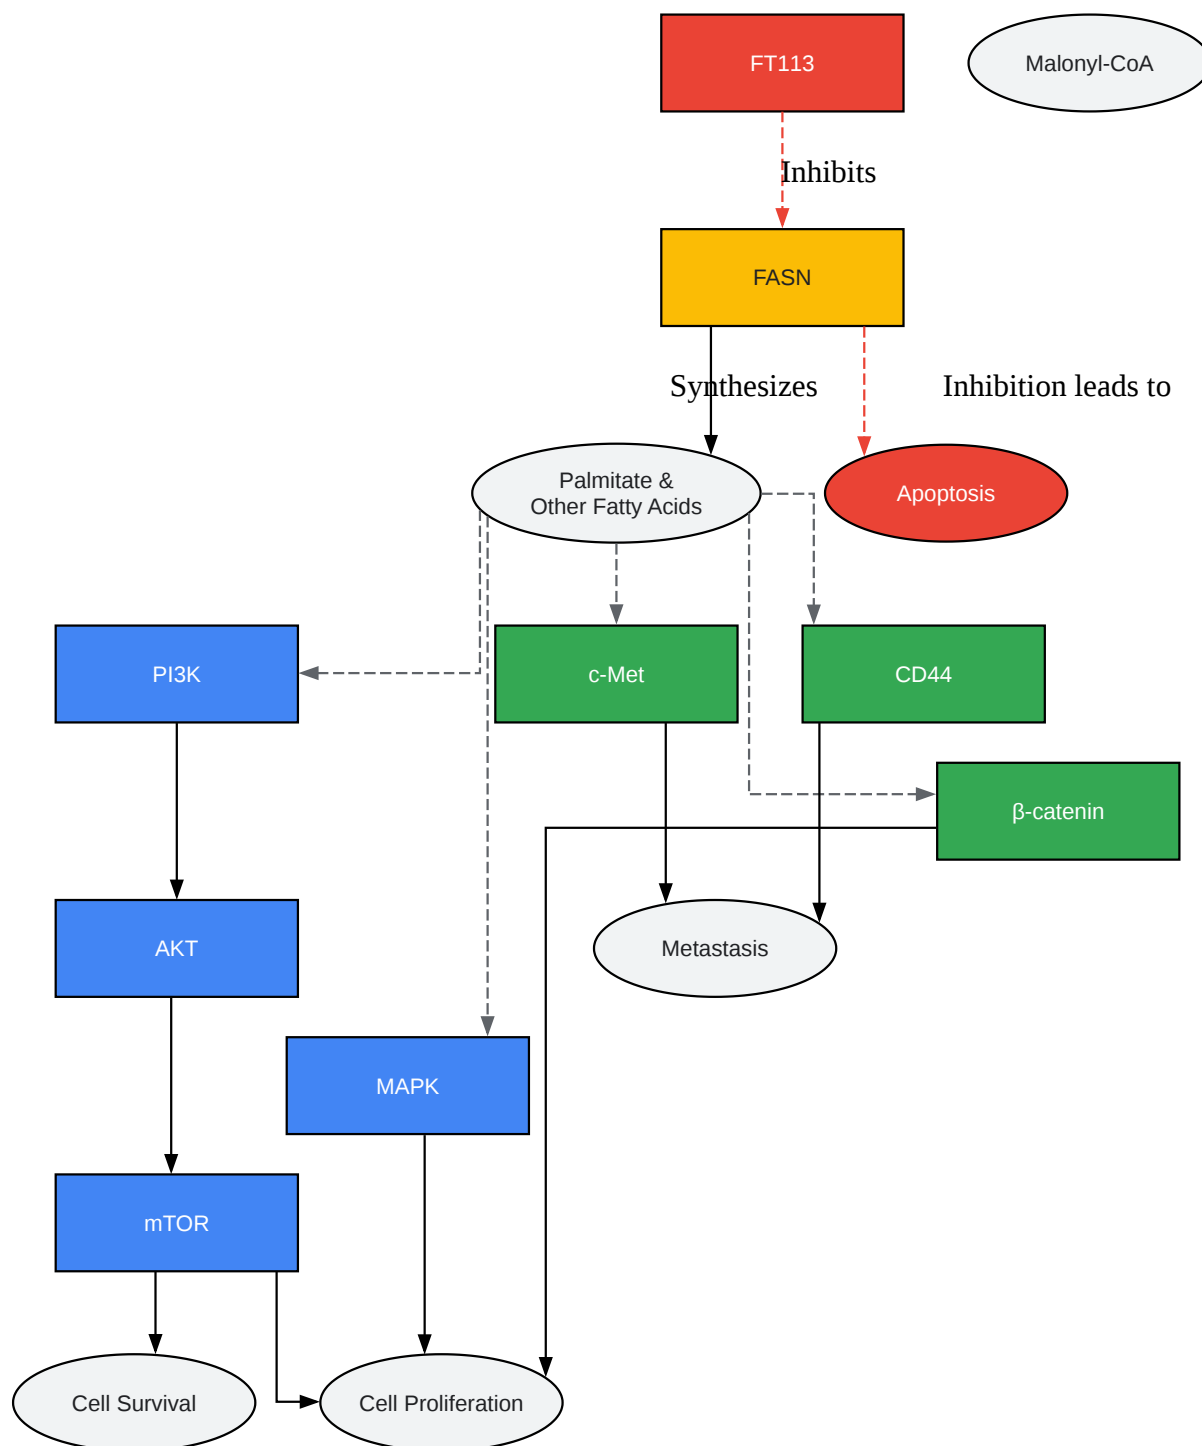 FT113
Malonyl-CoA
Inhibits
FASN
Synthesizes
Inhibition leads to
Palmitate &
Other Fatty Acids
Apoptosis
PI3K
c-Met
CD44
β-catenin
AKT
Metastasis
MAPK
mTOR
Cell Survival
Cell Proliferation